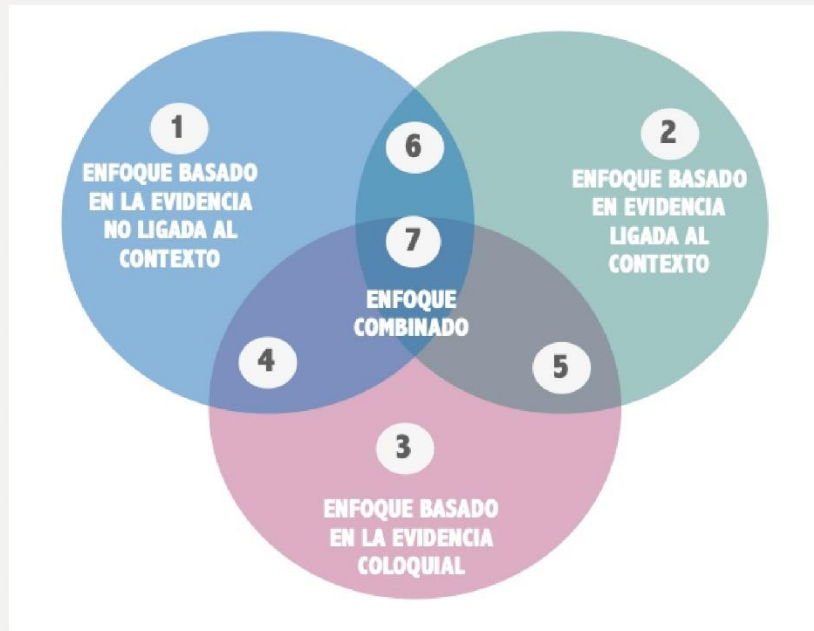 1
ENFOQUE BASADO
EN LA EVIDENCIA
NO LIGADA AL
CONTEXTO
6
2
ENFOQUE BASADO
EN EVIDENCIA
LIGADA AL
CONTEXTO
7
ENFOQUE
COMBINADO
4
5
3
ENFOQUE BASADO
EN LA EVIDENCIA
COLOQUIAL